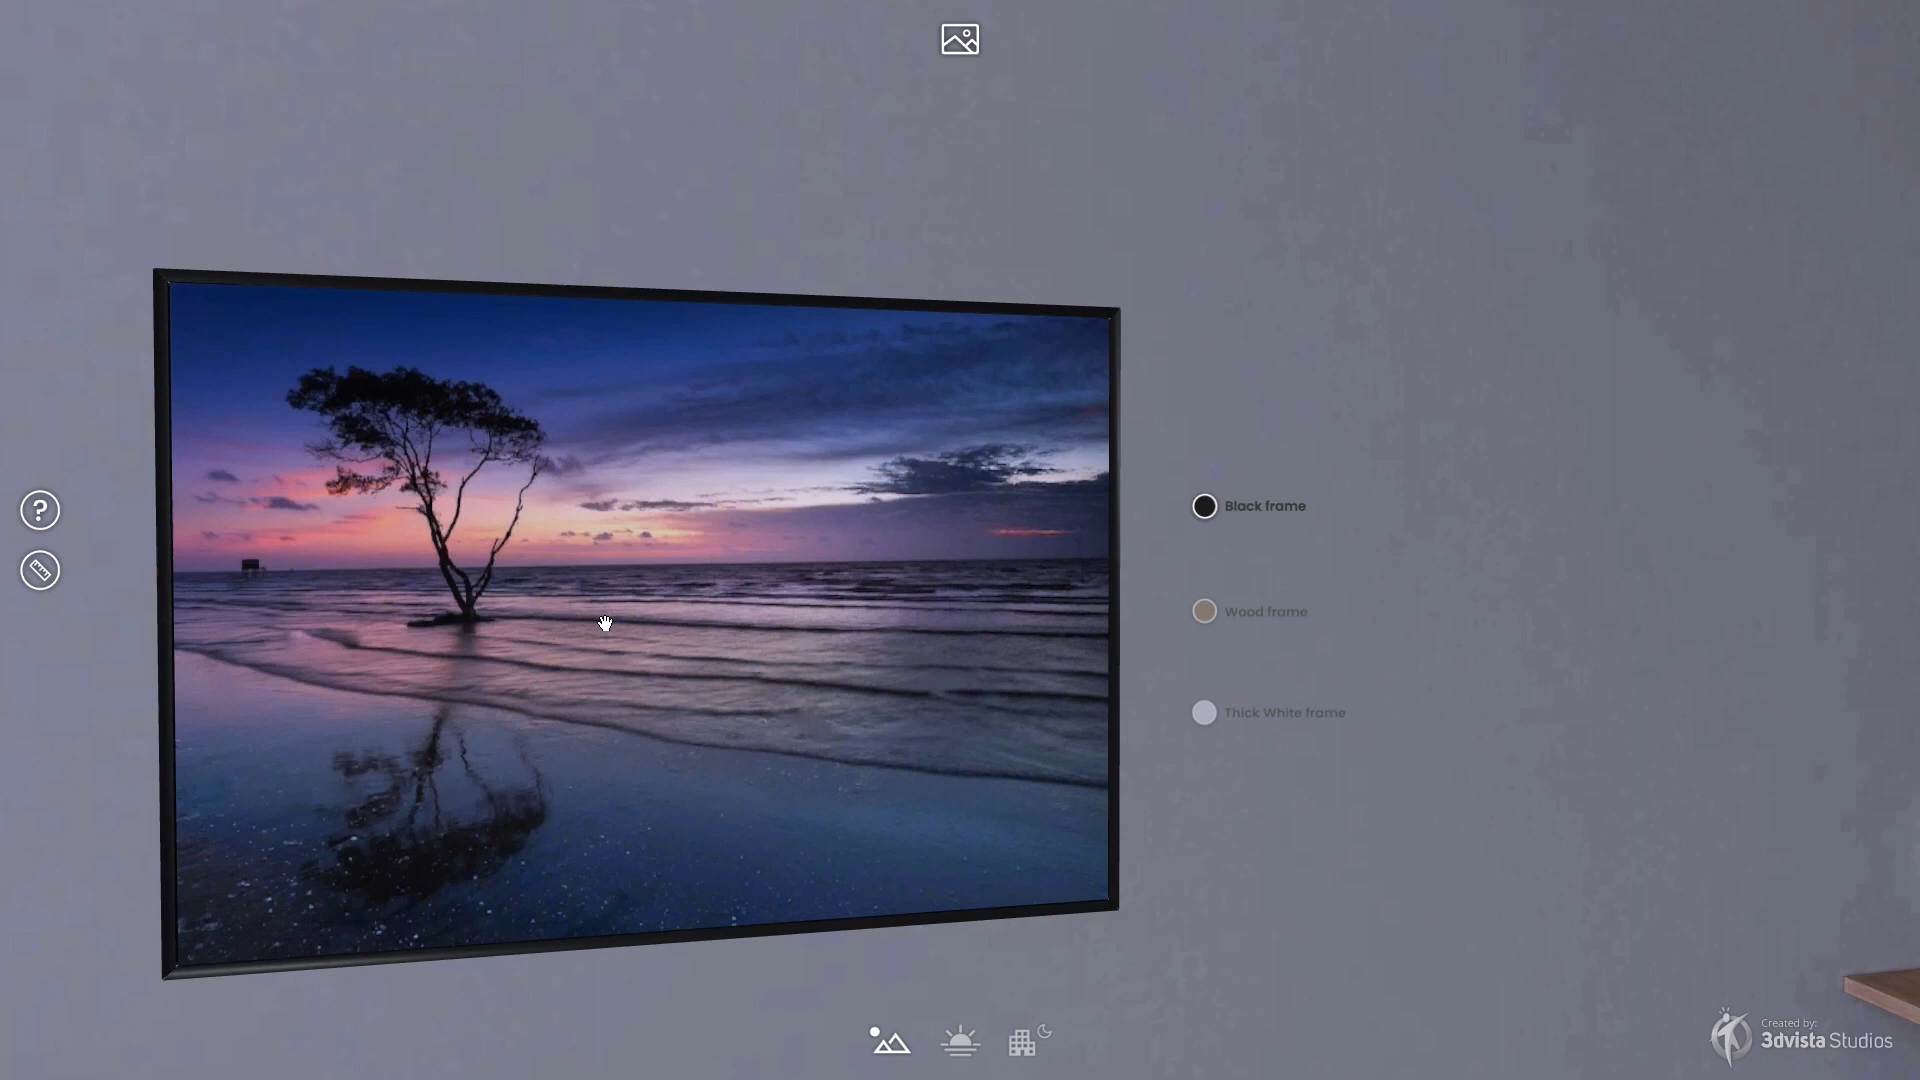 ?
Black frame
Wood frame
Thick White frame
Created by:
3dvista Studios